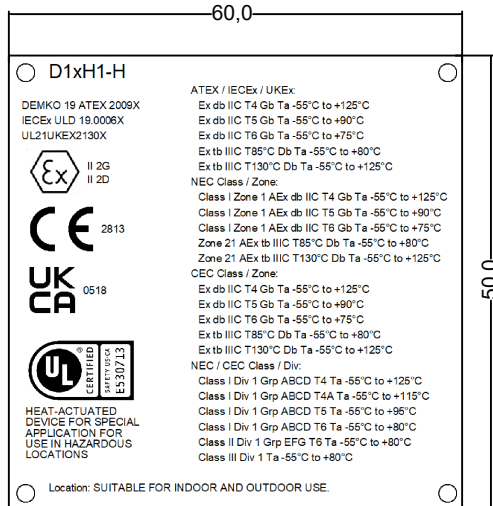 60,0
D1xH1-H
DEMKO 19 ATEX 2009X
IECEx ULD 19.0006X
UL21UKEX2130X
Ex
II 2G
II 2D
CE
2813
UK
CA
0518
UL
®
CERTIFIED
SAFETY US-CA
E530713
HEAT-ACTUATED
DEVICE FOR SPECIAL
APPLICATION FOR
USE IN HAZARDOUS
LOCATIONS
ATEX / IECEx / UKEx:
Ex db IIC T4 Gb Ta -55°C to +125°C
Ex db IIC T5 Gb Ta -55°C to +90°C
Ex db IIC T6 Gb Ta -55°C to +75°C
Ex tb IIIC T85°C Db Ta -55°C to +80°C
Ex tb IIIC T130°C Db Ta -55°C to +125°C
NEC Class / Zone:
Class I Zone 1 AEx db IIC T4 Gb Ta -55°C to +125°C
Class I Zone 1 AEx db IIC T5 Gb Ta -55°C to +90°C
Class I Zone 1 AEx db IIC T6 Gb Ta -55°C to +75°C
Zone 21 AEx tb IIIC T85°C Db Ta -55°C to +80°C
Zone 21 AEx tb IIIC T130°C Db Ta -55°C to +125°C
CEC Class / Zone:
Ex db IIC T4 Gb Ta -55°C to +125°C
Ex db IIC T5 Gb Ta -55°C to +90°C
Ex db IIC T6 Gb Ta -55°C to +75°C
Ex tb IIIC T85°C Db Ta -55°C to +80°C
Ex tb IIIC T130°C Db Ta -55°C to +125°C
NEC / CEC Class / Div:
Class I Div 1 Grp ABCD T4 Ta -55°C to +125°C
Class I Div 1 Grp ABCD T4A Ta -55°C to +115°C
Class I Div 1 Grp ABCD T5 Ta -55°C to +95°C
Class I Div 1 Grp ABCD T6 Ta -55°C to +80°C
Class II Div 1 Grp EFG T6 Ta -55°C to +80°C
Class III Div 1 Ta -55°C to +80°C
Location: SUITABLE FOR INDOOR AND OUTDOOR USE.
50,0